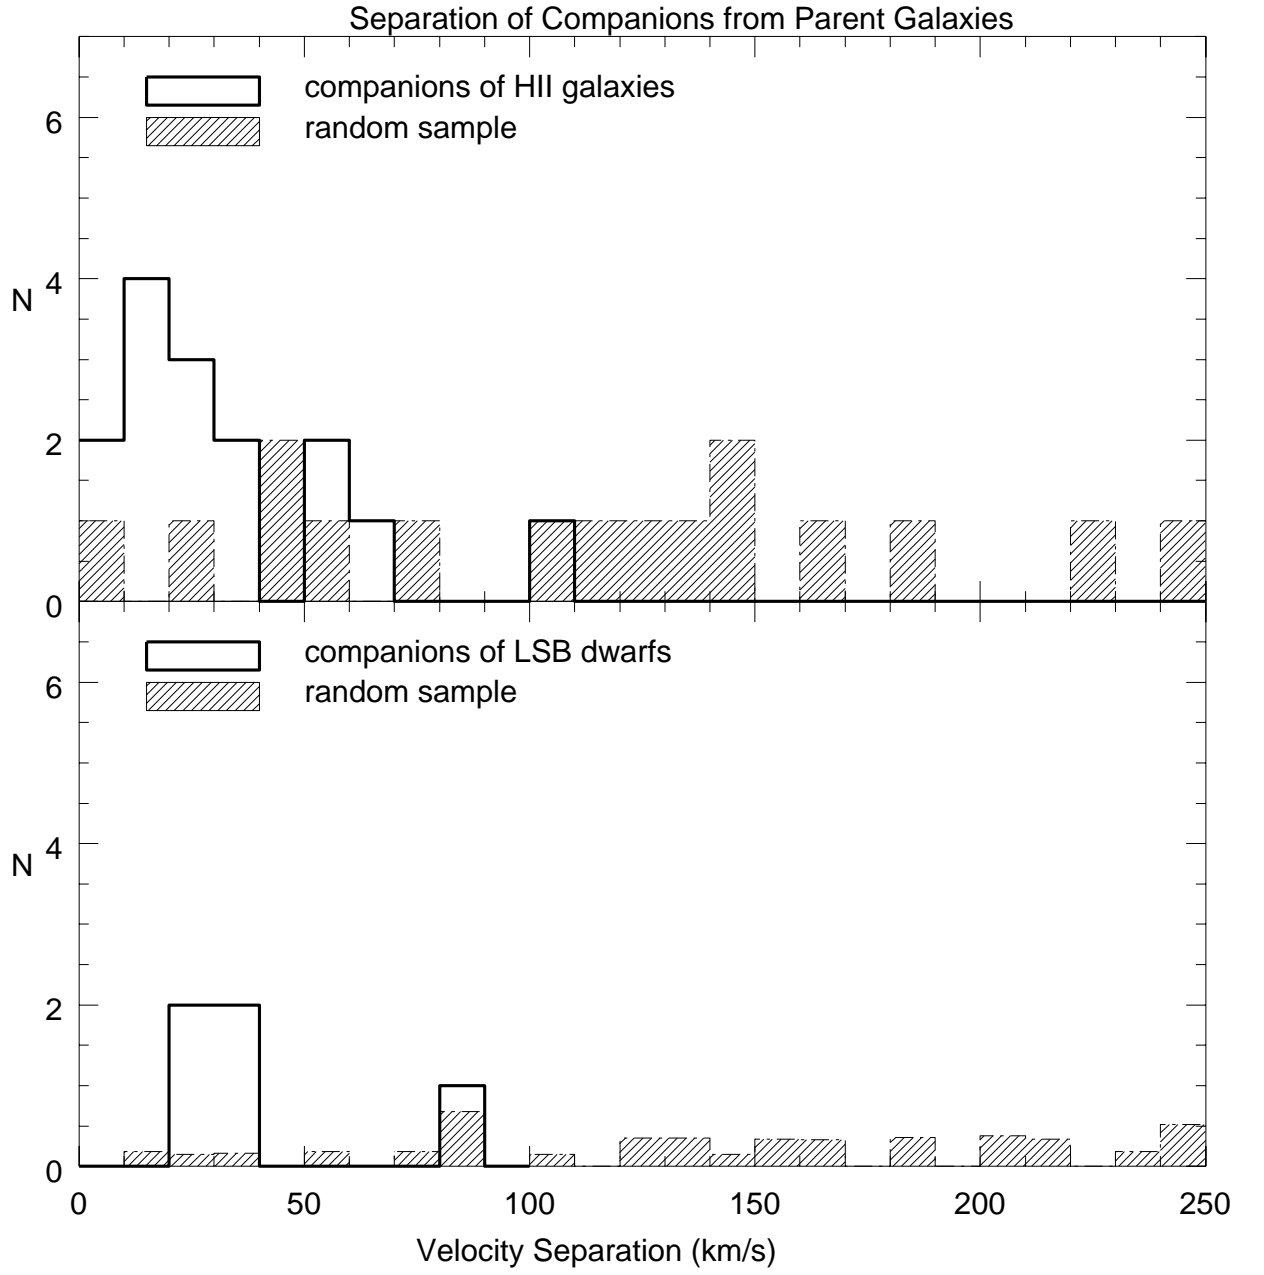 Separation of Companions from Parent Galaxies
companions of HII galaxies
random sample
6
4
N
2
0
companions of LSB dwarfs
random sample
6
4
N
2
0
0 50 100 150 200 250
Velocity Separation (km/s)